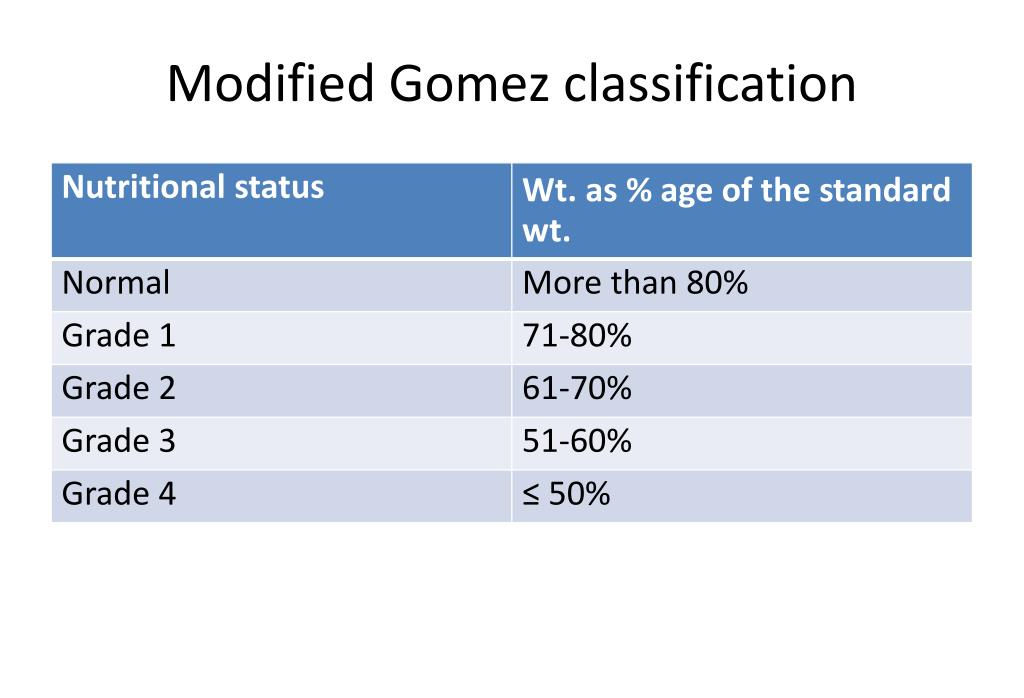 Modified Gomez classification
Nutritional status
Wt. as % age of the standard
wt.
Normal
More than 80%
Grade 1
71-80%
Grade 2
61-70%
Grade 3
51-60%
Grade 4
≤ 50%